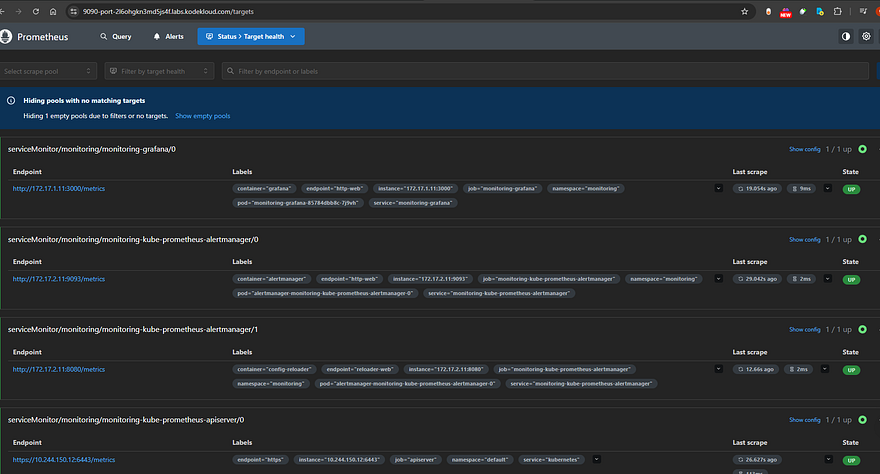 9090-port-2l6ohgkn3md5js4f.labs.kodekloud.com/targets
NEW
Prometheus
Query
Alerts
Status > Target health
Select scrape pool
Filter by target health
Filter by endpoint or labels
Hiding pools with no matching targets
Hiding 1 empty pools due to filters or no targets. Show empty pools
serviceMonitor/monitoring/monitoring-grafana/0
Show config 1 / 1 up
Endpoint Labels Last scrape State
http://172.17.1.11:3000/metrics container="grafana" endpoint="http-web" instance="172.17.1.11:3000" job="monitoring-grafana" namespace="monitoring" 19.054s ago 9ms UP
pod="monitoring-grafana-85784dbb8c-7j9vh" service="monitoring-grafana"
serviceMonitor/monitoring/monitoring-kube-prometheus-alertmanager/0
Show config 1 / 1 up
Endpoint Labels Last scrape State
http://172.17.2.11:9093/metrics container="alertmanager" endpoint="http-web" instance="172.17.2.11:9093" job="monitoring-kube-prometheus-alertmanager" namespace="monitoring" 29.042s ago 2ms UP
pod="alertmanager-monitoring-kube-prometheus-alertmanager-0" service="monitoring-kube-prometheus-alertmanager"
serviceMonitor/monitoring/monitoring-kube-prometheus-alertmanager/1
Show config 1 / 1 up
Endpoint Labels Last scrape State
http://172.17.2.11:8080/metrics container="config-reloader" endpoint="reloader-web" instance="172.17.2.11:8080" job="monitoring-kube-prometheus-alertmanager" 12.66s ago 2ms UP
namespace="monitoring" pod="alertmanager-monitoring-kube-prometheus-alertmanager-0" service="monitoring-kube-prometheus-alertmanager"
serviceMonitor/monitoring/monitoring-kube-prometheus-apiserver/0
Show config 1 / 1 up
Endpoint Labels Last scrape State
https://10.244.150.12:6443/metrics endpoint="https" instance="10.244.150.12:6443" job="apiserver" namespace="default" service="kubernetes" 26.627s ago UP